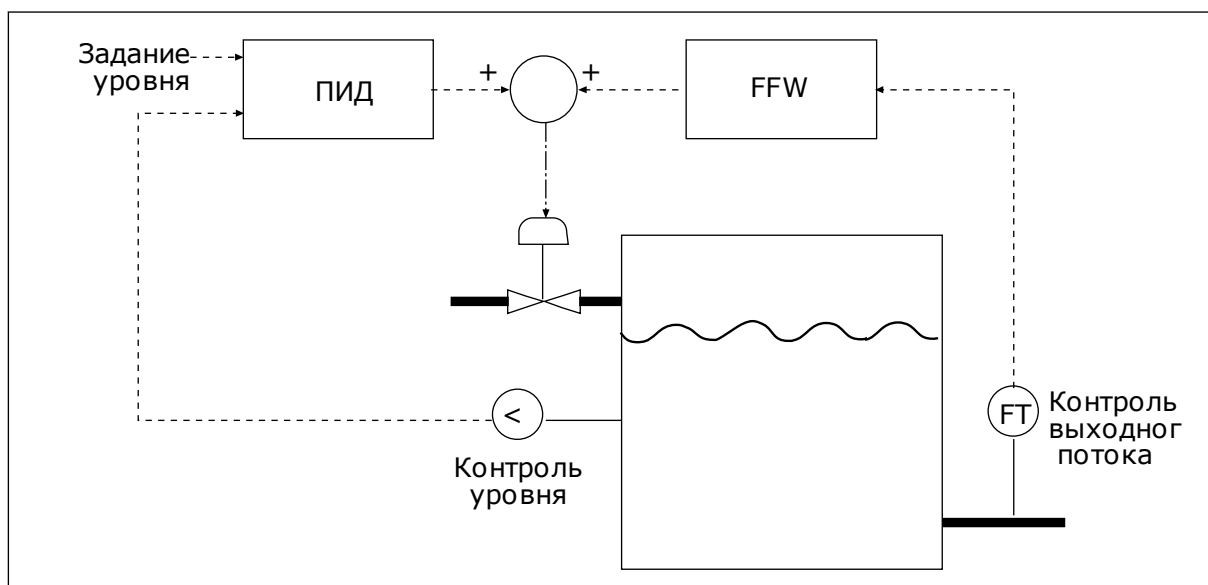 Задание
уровня
ПИД
+
+
FFW
<
Контроль
уровня
FT
Контроль
выходног
потока